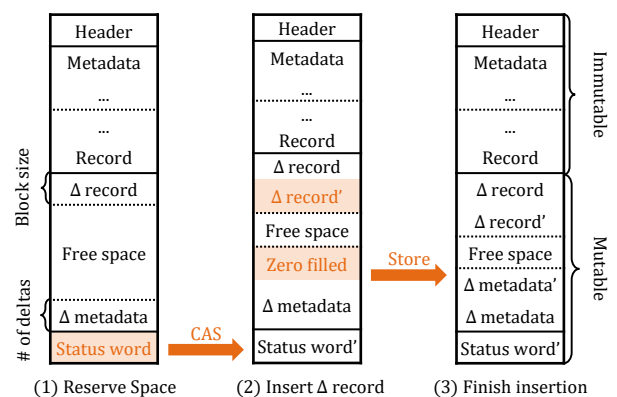 Header
Metadata
...
...
Record
Δ record
Free space
Δ metadata
Status word
Block size
# of deltas
(1) Reserve Space
CAS
Header
Metadata
...
...
Record
Δ record
Δ record’
Free space
Zero filled
Δ metadata
Status word’
(2) Insert Δ record
Store
Header
Metadata
...
...
Record
Δ record
Δ record’
Free space
Δ metadata’
Δ metadata
Status word’
(3) Finish insertion
Immutable
Mutable